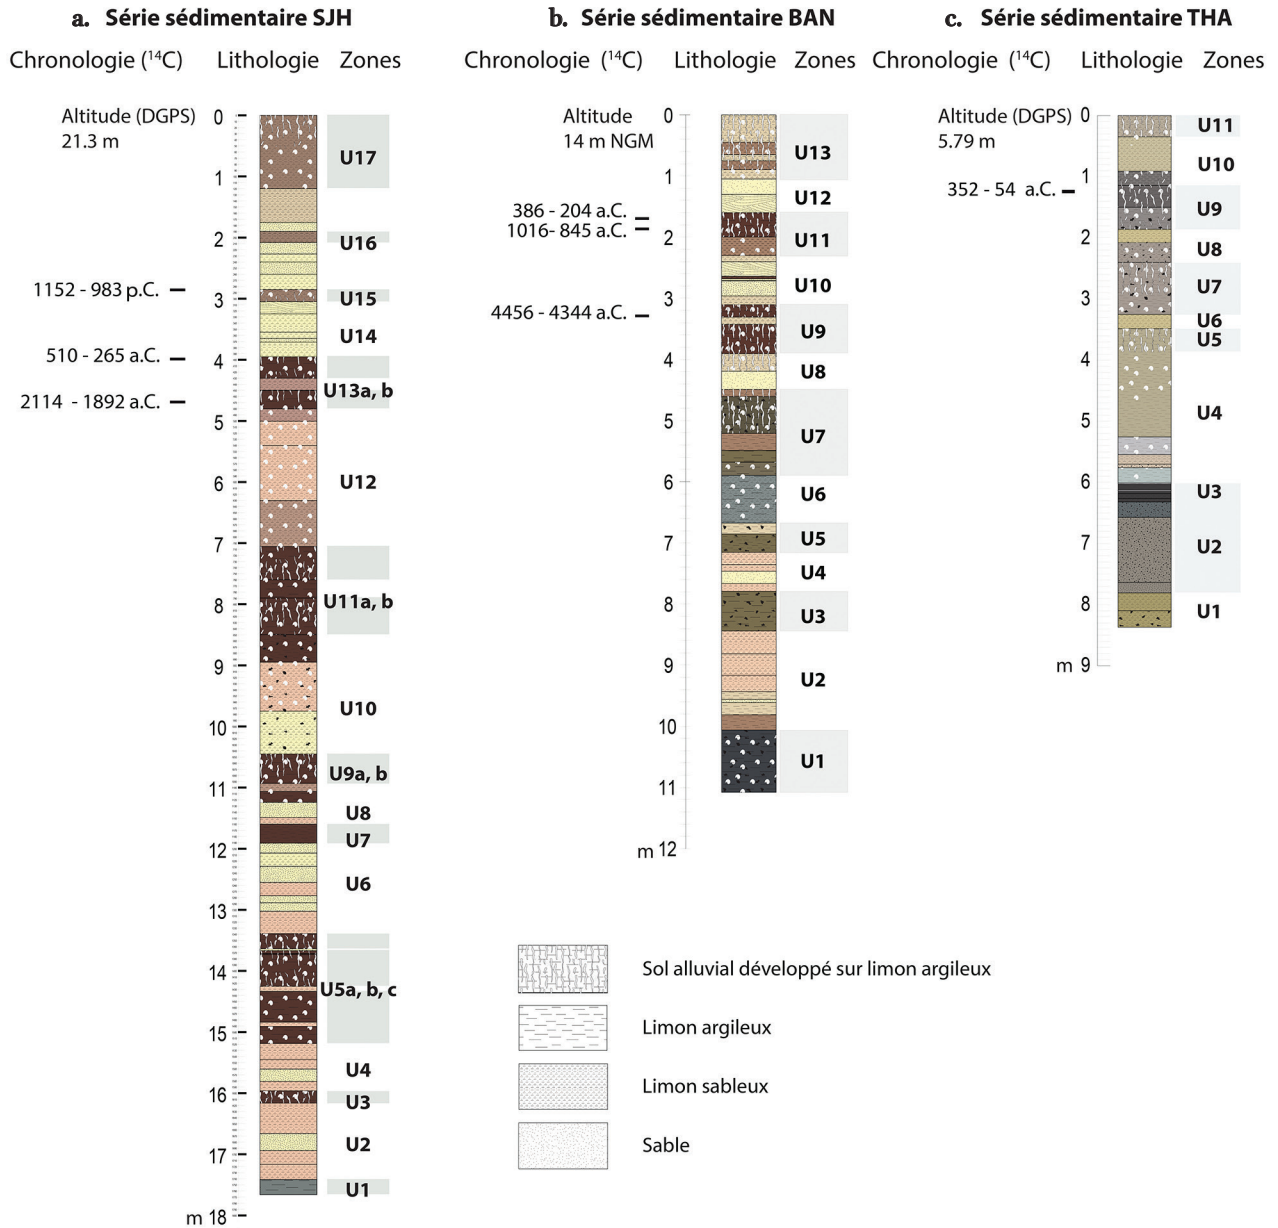 a. Série sédimentaire SJH
Chronologie (14C) Lithologie Zones
Altitude (DGPS)
21.3 m
0
U17
1
2
U16
1152 - 983 p.C.
3
U15
U14
510 - 265 a.C.
4
U13a, b
2114 - 1892 a.C.
5
6
U12
7
8
U11a, b
9
U10
10
U9a, b
11
U8
U7
12
U6
13
14
U5a, b, c
15
U4
16
U3
U2
17
U1
m 18
b. Série sédimentaire BAN
Chronologie (14C) Lithologie Zones
Altitude
14 m NGM
0
U13
1
U12
386 - 204 a.C.
1016- 845 a.C.
2
U11
U10
3
4456 - 4344 a.C.
U9
4
U8
5
U7
6
U6
7
U5
U4
8
U3
9
U2
10
U1
11
m 12
c. Série sédimentaire THA
Chronologie (14C) Lithologie Zones
Altitude (DGPS)
5.79 m
0
U11
U10
1
352 - 54 a.C.
U9
2
U8
U7
3
U6
U5
4
U4
5
6
U3
7
U2
8
U1
m 9
Sol alluvial développé sur limon argileux
Limon argileux
Limon sableux
Sable